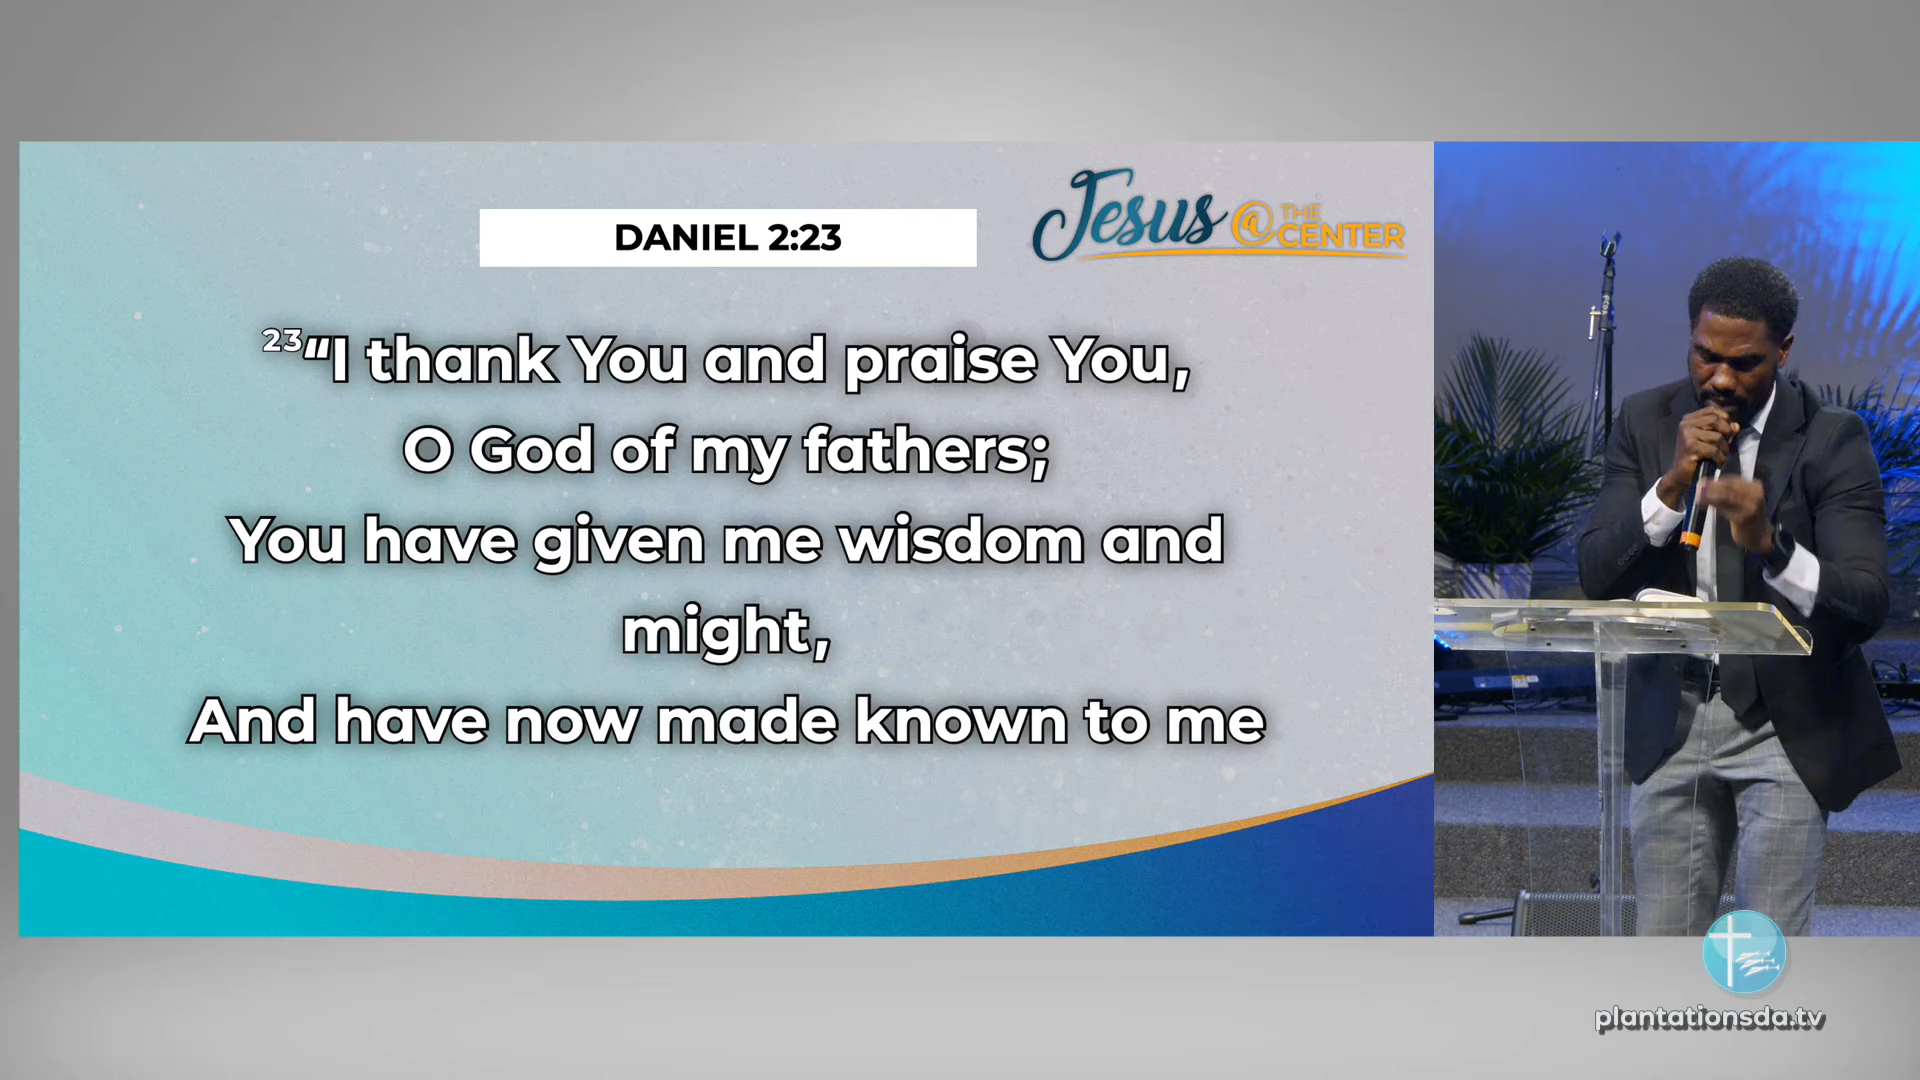 DANIEL 2:23
Jesus @ THE CENTER
23“I thank You and praise You,
O God of my fathers;
You have given me wisdom and
might,
And have now made known to me
plantationsda.tv